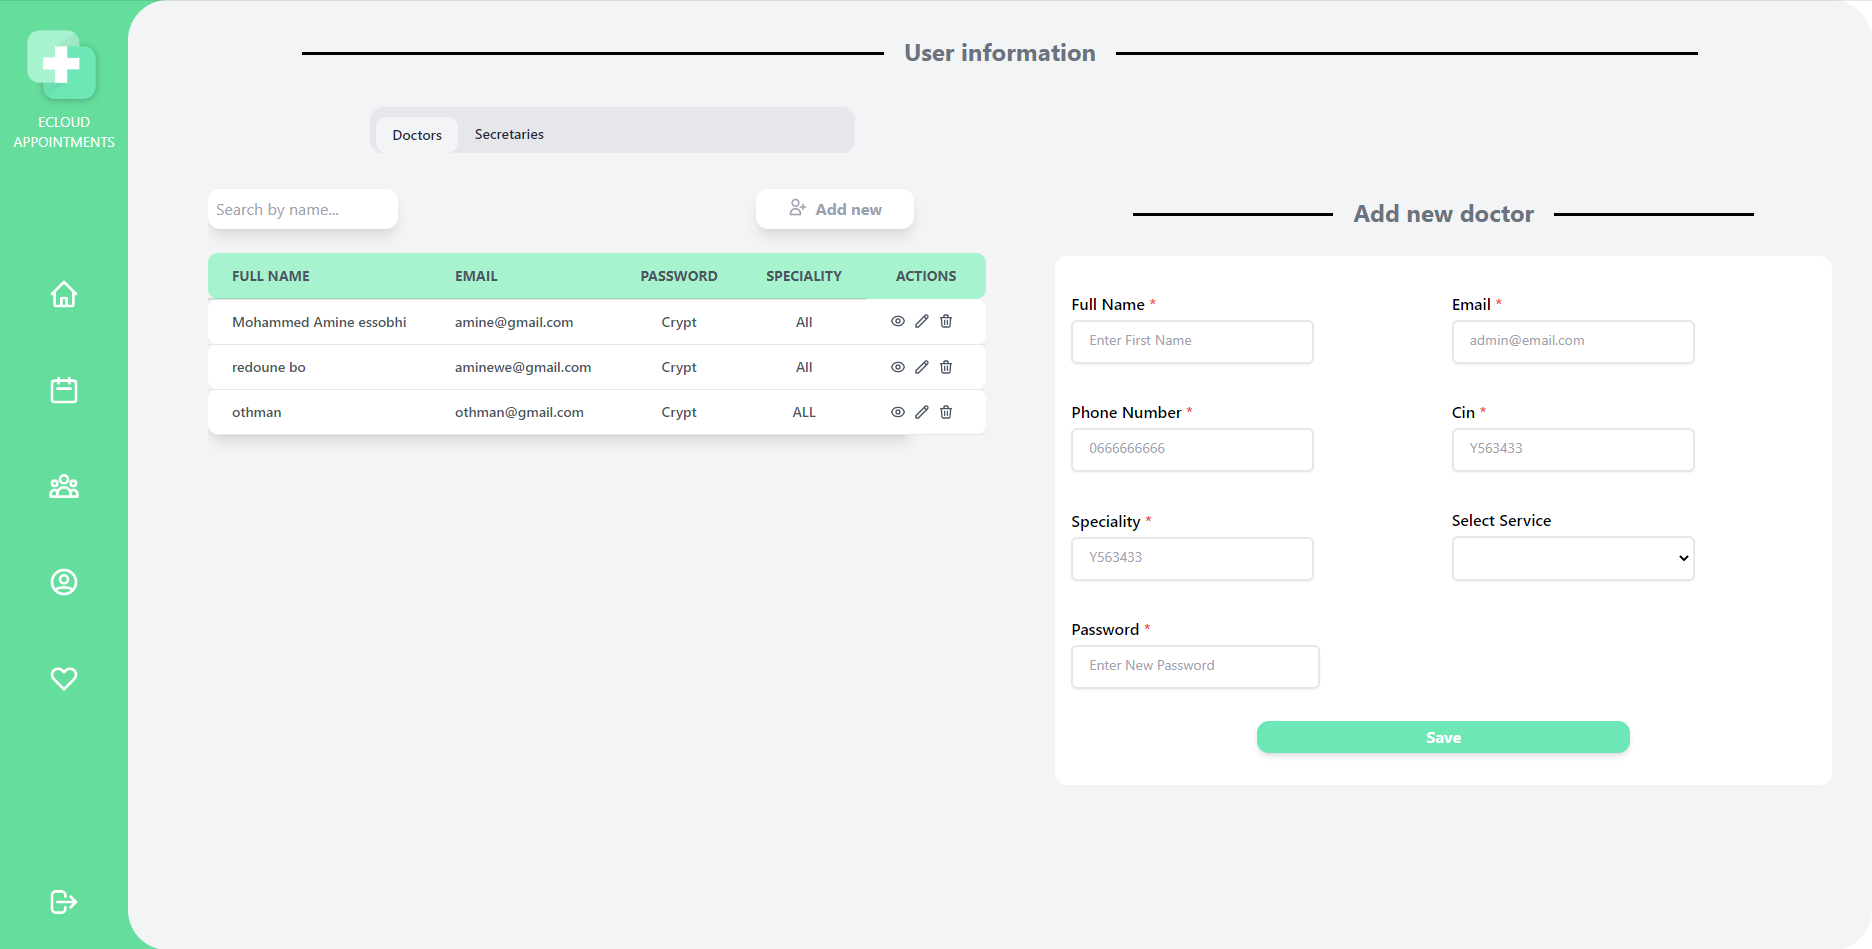 ECLOUD
APPOINTMENTS
User information
Doctors Secretaries
Search by name...
Add new
FULL NAME EMAIL PASSWORD SPECIALITY ACTIONS
Mohammed Amine essobhi amine@gmail.com Crypt All
redoune bo aminewe@gmail.com Crypt All
othman othman@gmail.com Crypt ALL
Add new doctor
Full Name * Email *
Enter First Name admin@email.com
Phone Number * Cin *
0666666666 Y563433
Speciality * Select Service
Y563433
Password *
Enter New Password
Save